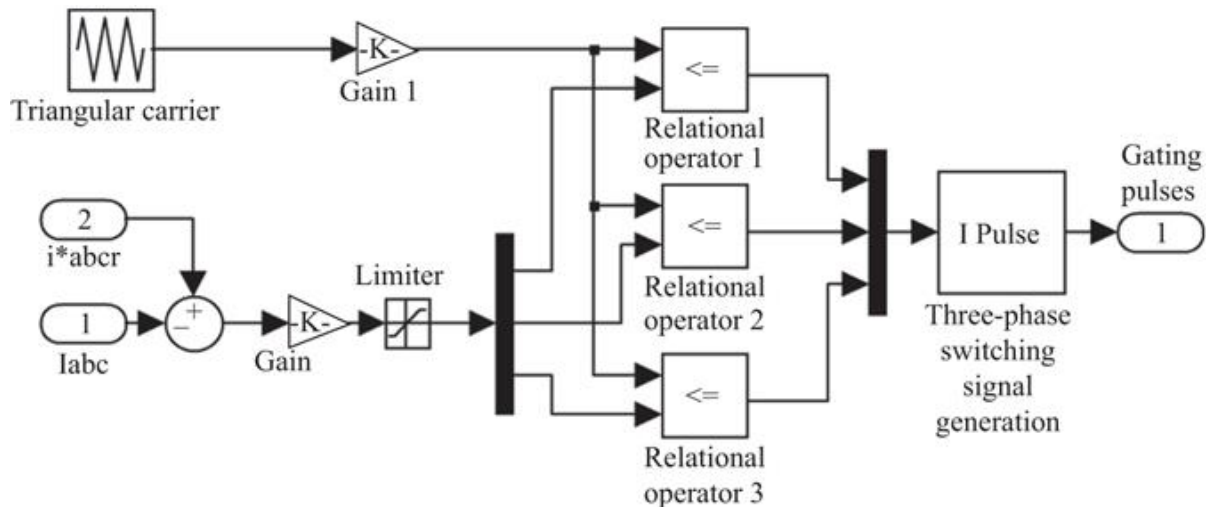 Triangular carrier
-K-
Gain 1
<=
Relational
operator 1
2
i*abcr
+
−
1
Iabc
-K-
Gain
Limiter
<=
Relational
operator 2
<=
Relational
operator 3
I Pulse
Three-phase
switching
signal
generation
Gating
pulses
1